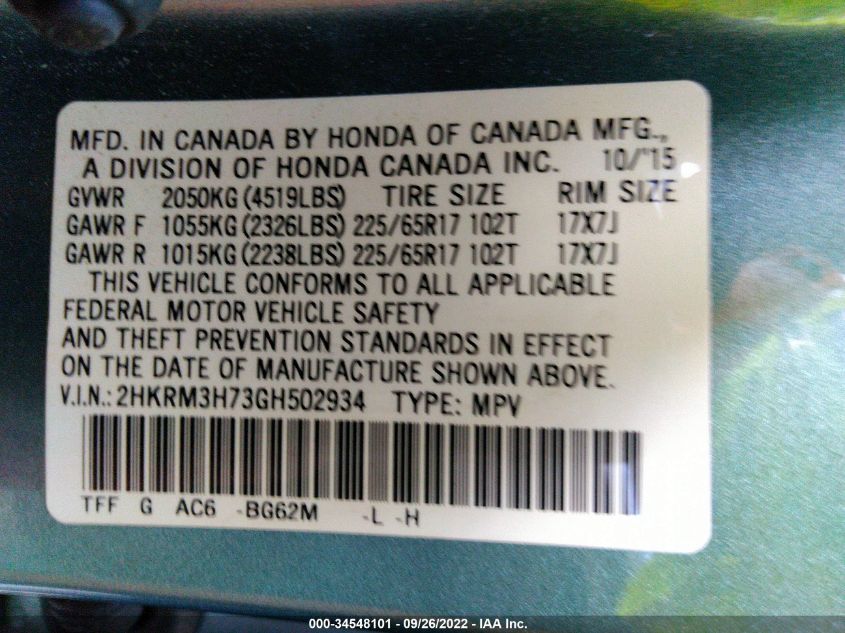 MFD. IN CANADA BY HONDA OF CANADA MFG.,
A DIVISION OF HONDA CANADA INC. 10/'15
GVWR 2050KG (4519LBS) TIRE SIZE RIM SIZE
GAWR F 1055KG (2326LBS) 225/65R17 102T 17X7J
GAWR R 1015KG (2238LBS) 225/65R17 102T 17X7J
THIS VEHICLE CONFORMS TO ALL APPLICABLE
FEDERAL MOTOR VEHICLE SAFETY
AND THEFT PREVENTION STANDARDS IN EFFECT
ON THE DATE OF MANUFACTURE SHOWN ABOVE.
V.I.N.: 2HKRM3H73GH502934 TYPE: MPV
TFF G AC6 -BG62M -L -H
000-34548101 - 09/26/2022 - IAA Inc.